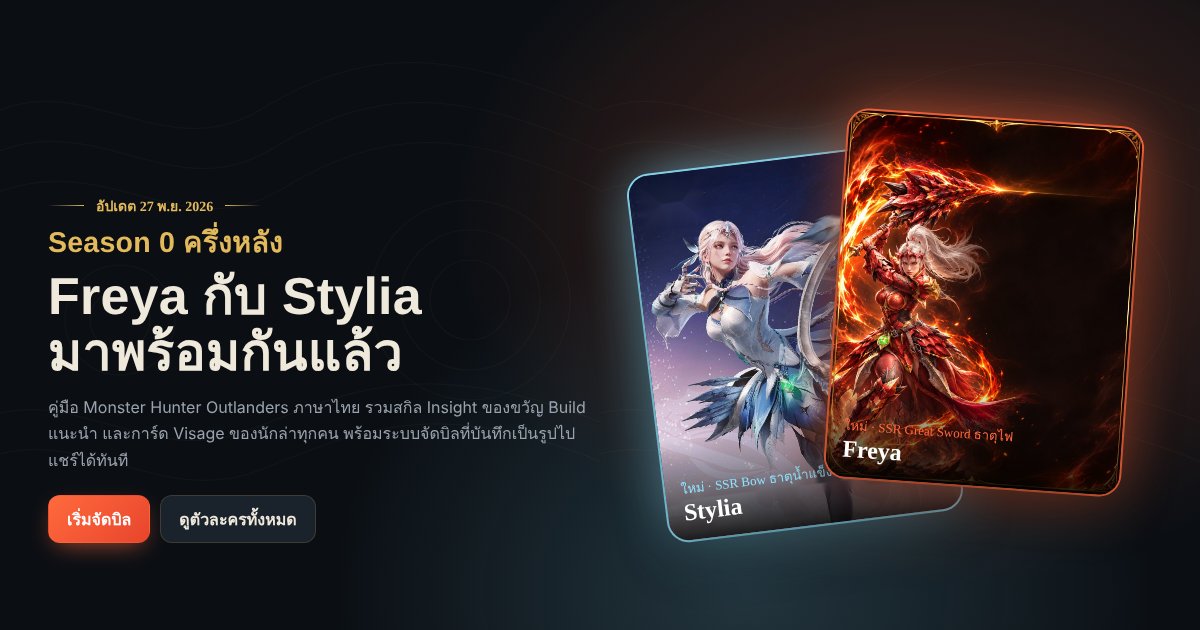 อัปเดต 27 พ.ย. 2026
Season 0 ครึ่งหลัง
Freya กับ Stylia
มาพร้อมกันแล้ว
คู่มือ Monster Hunter Outlanders ภาษาไทย รวมสกิล Insight ของขวัญ Build
แนะนำ และการ์ด Visage ของนักล่าทุกคน พร้อมระบบจัดบิลที่บันทึกเป็นรูปไป
แชร์ได้ทันที
เริ่มจัดบิล
ดูตัวละครทั้งหมด
ใหม่ · SSR Bow ธาตุน้ำแข็ง
Stylia
ใหม่ · SSR Great Sword ธาตุไฟ
Freya